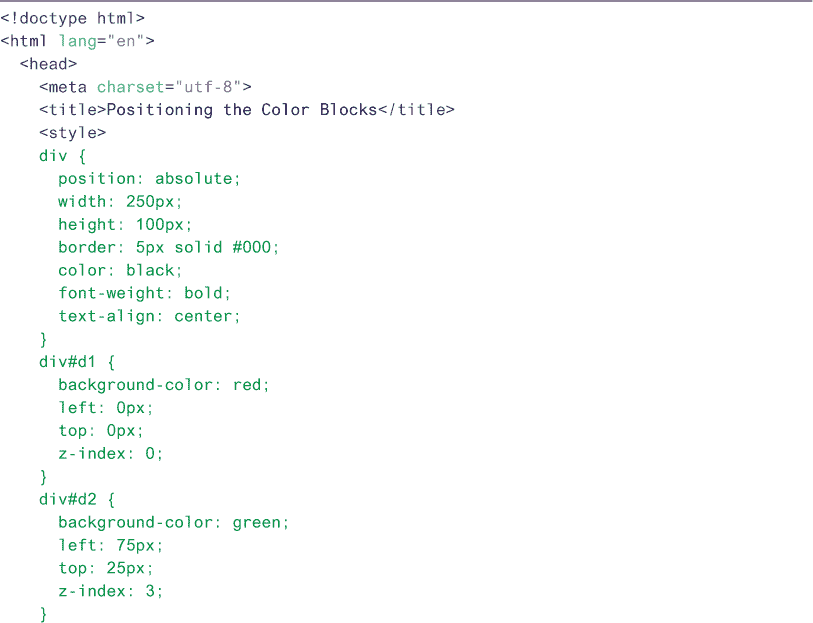 <!doctype html>
<html lang="en">
  <head>
    <meta charset="utf-8">
    <title>Positioning the Color Blocks</title>
    <style>
    div {
      position: absolute;
      width: 250px;
      height: 100px;
      border: 5px solid #000;
      color: black;
      font-weight: bold;
      text-align: center;
    }
    div#d1 {
      background-color: red;
      left: 0px;
      top: 0px;
      z-index: 0;
    }
    div#d2 {
      background-color: green;
      left: 75px;
      top: 25px;
      z-index: 3;
    }